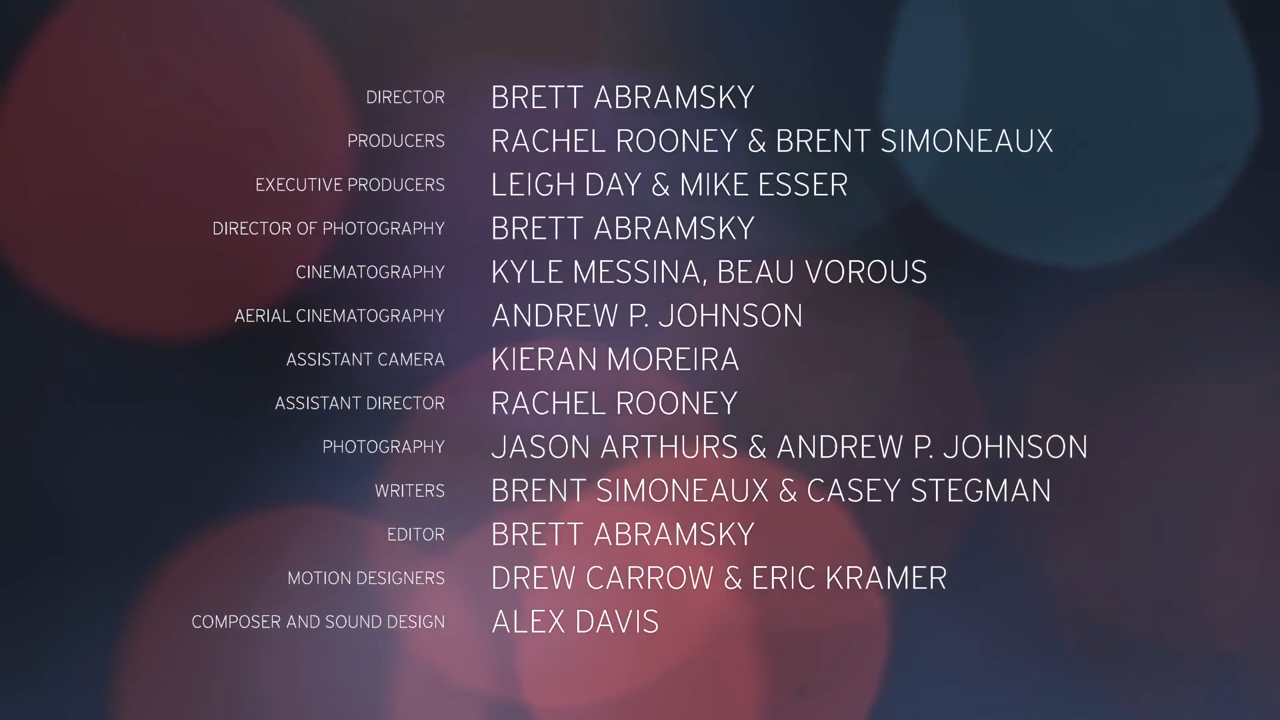 DIRECTOR BRETT ABRAMSKY
PRODUCERS RACHEL ROONEY & BRENT SIMONEAUX
EXECUTIVE PRODUCERS LEIGH DAY & MIKE ESSER
DIRECTOR OF PHOTOGRAPHY BRETT ABRAMSKY
CINEMATOGRAPHY KYLE MESSINA, BEAU VOROUS
AERIAL CINEMATOGRAPHY ANDREW P. JOHNSON
ASSISTANT CAMERA KIERAN MOREIRA
ASSISTANT DIRECTOR RACHEL ROONEY
PHOTOGRAPHY JASON ARTHURS & ANDREW P. JOHNSON
WRITERS BRENT SIMONEAUX & CASEY STEGMAN
EDITOR BRETT ABRAMSKY
MOTION DESIGNERS DREW CARROW & ERIC KRAMER
COMPOSER AND SOUND DESIGN ALEX DAVIS